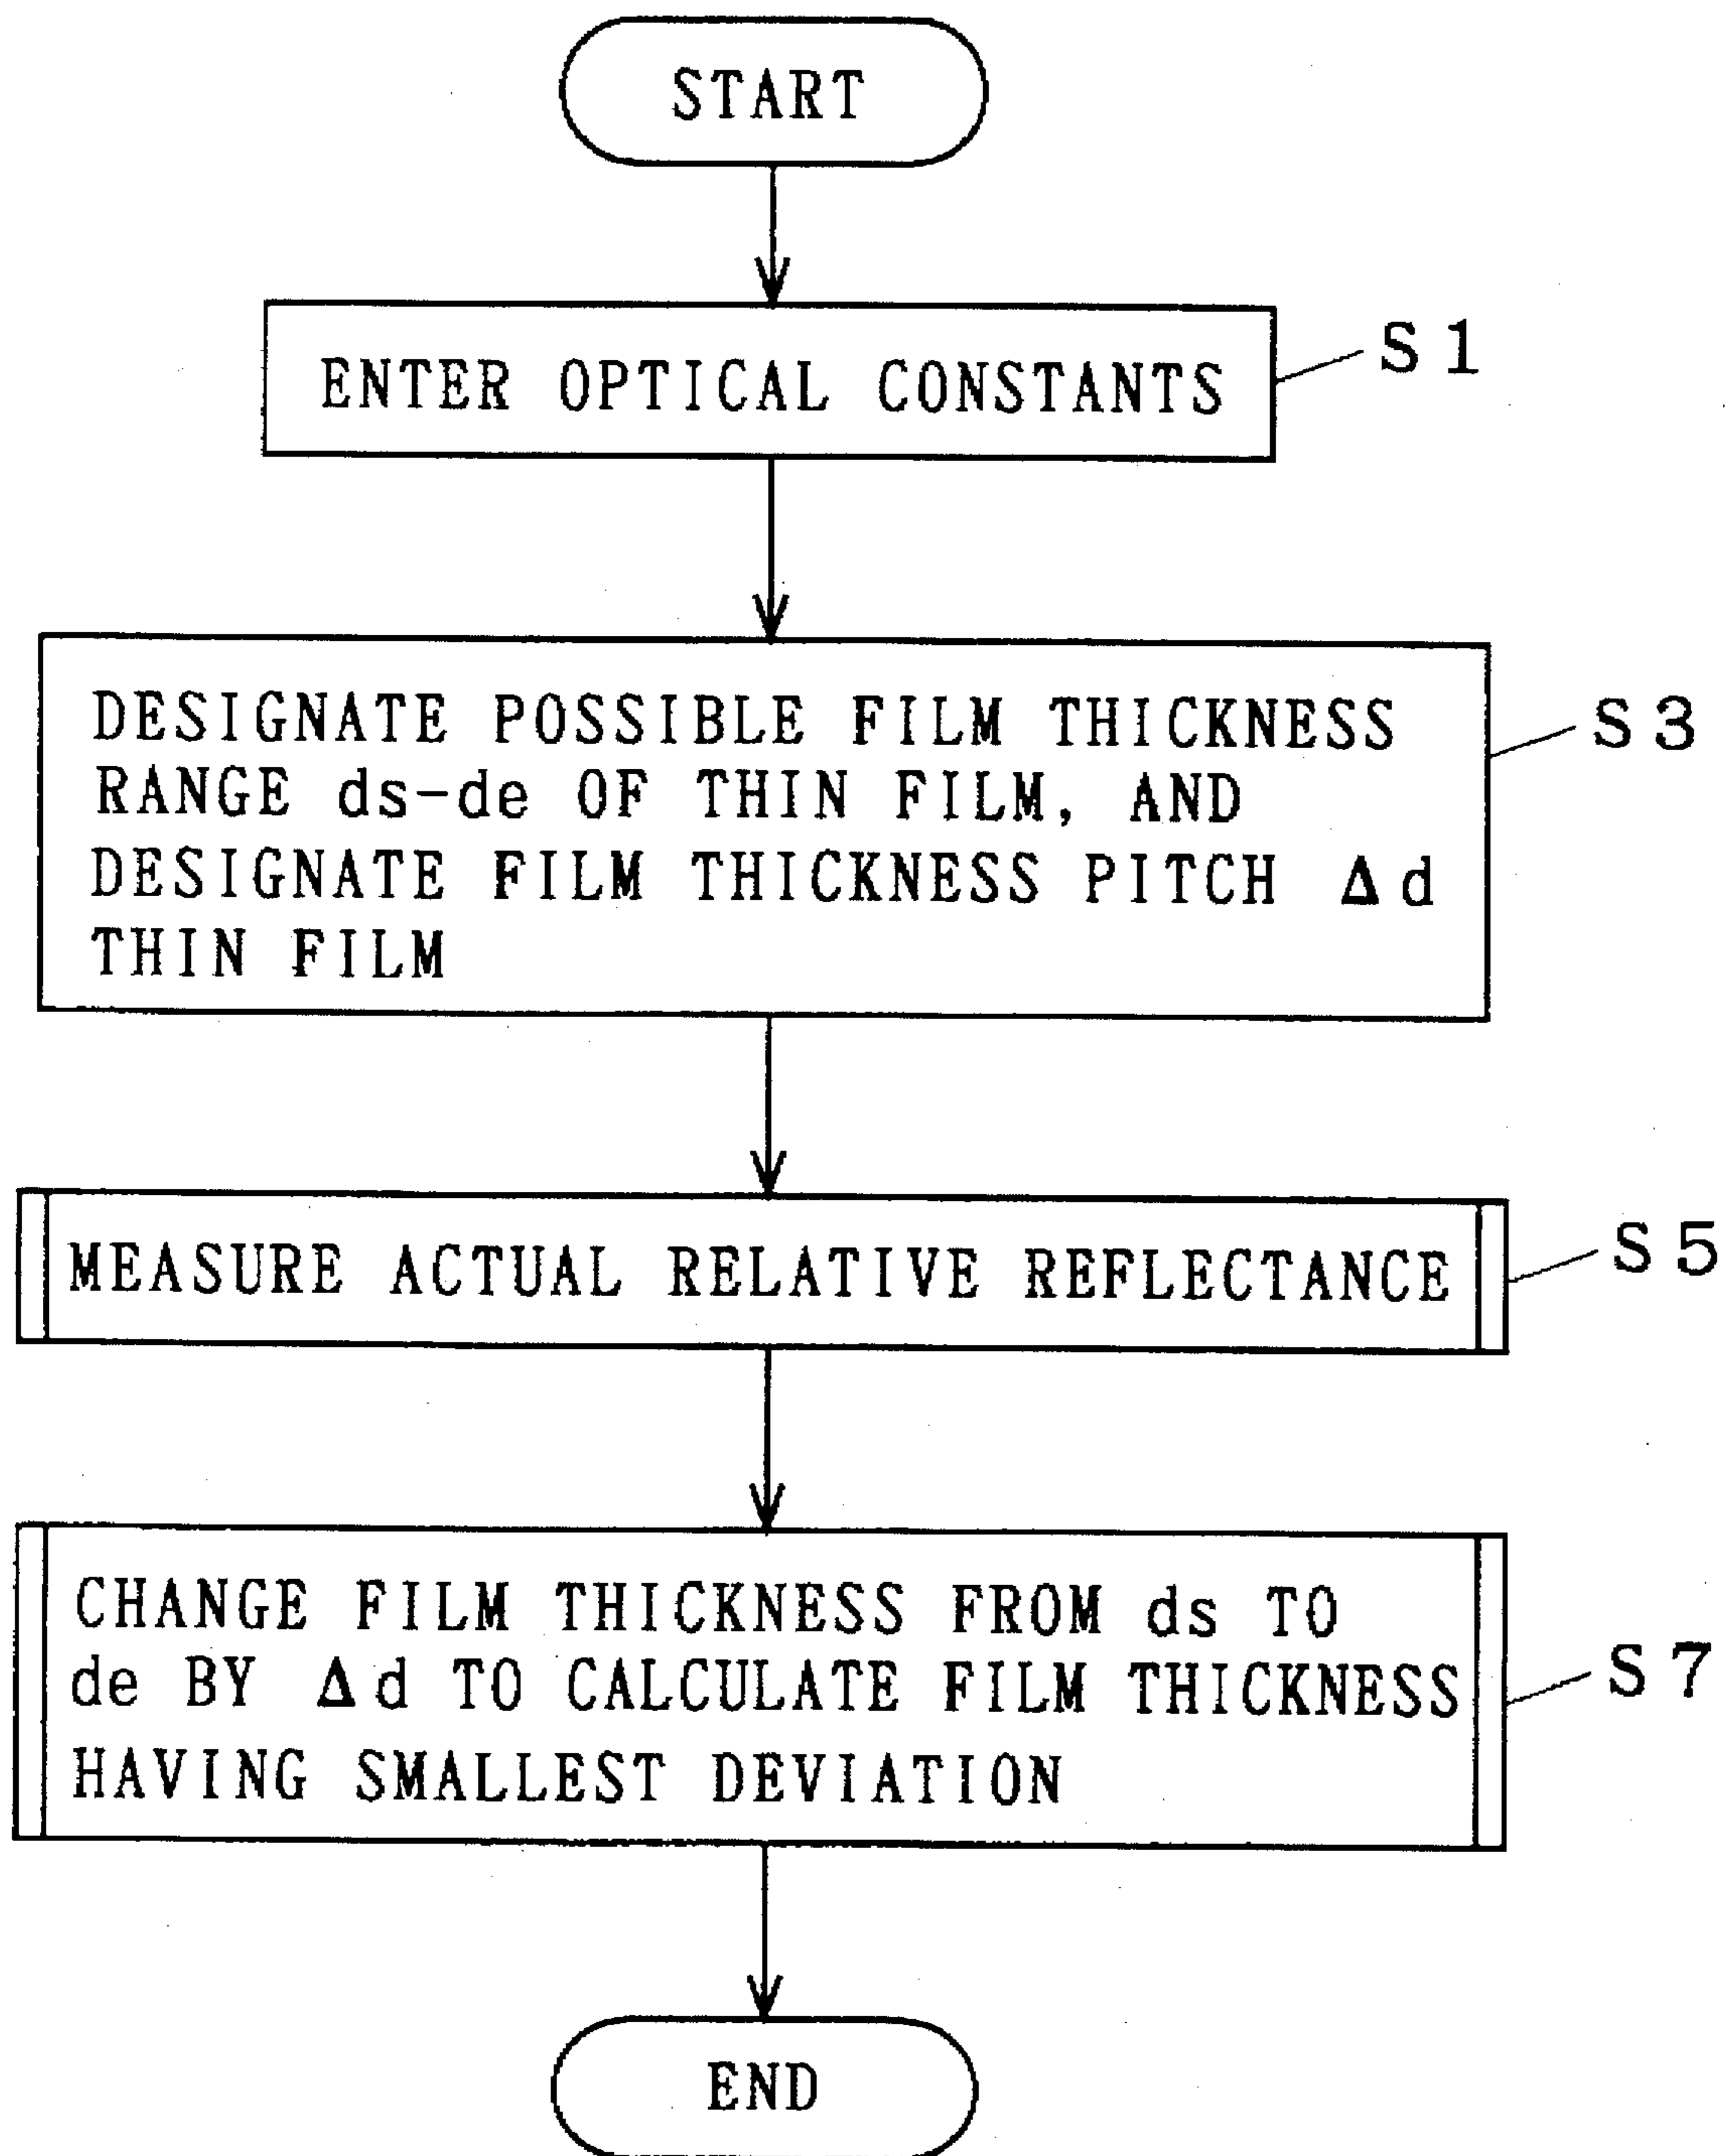 START
ENTER OPTICAL CONSTANTS
S1
DESIGNATE POSSIBLE FILM THICKNESS
RANGE ds-de OF THIN FILM, AND
DESIGNATE FILM THICKNESS PITCH Δd
THIN FILM
S3
MEASURE ACTUAL RELATIVE REFLECTANCE
S5
CHANGE FILM THICKNESS FROM ds TO
de BY Δd TO CALCULATE FILM THICKNESS
HAVING SMALLEST DEVIATION
S7
END